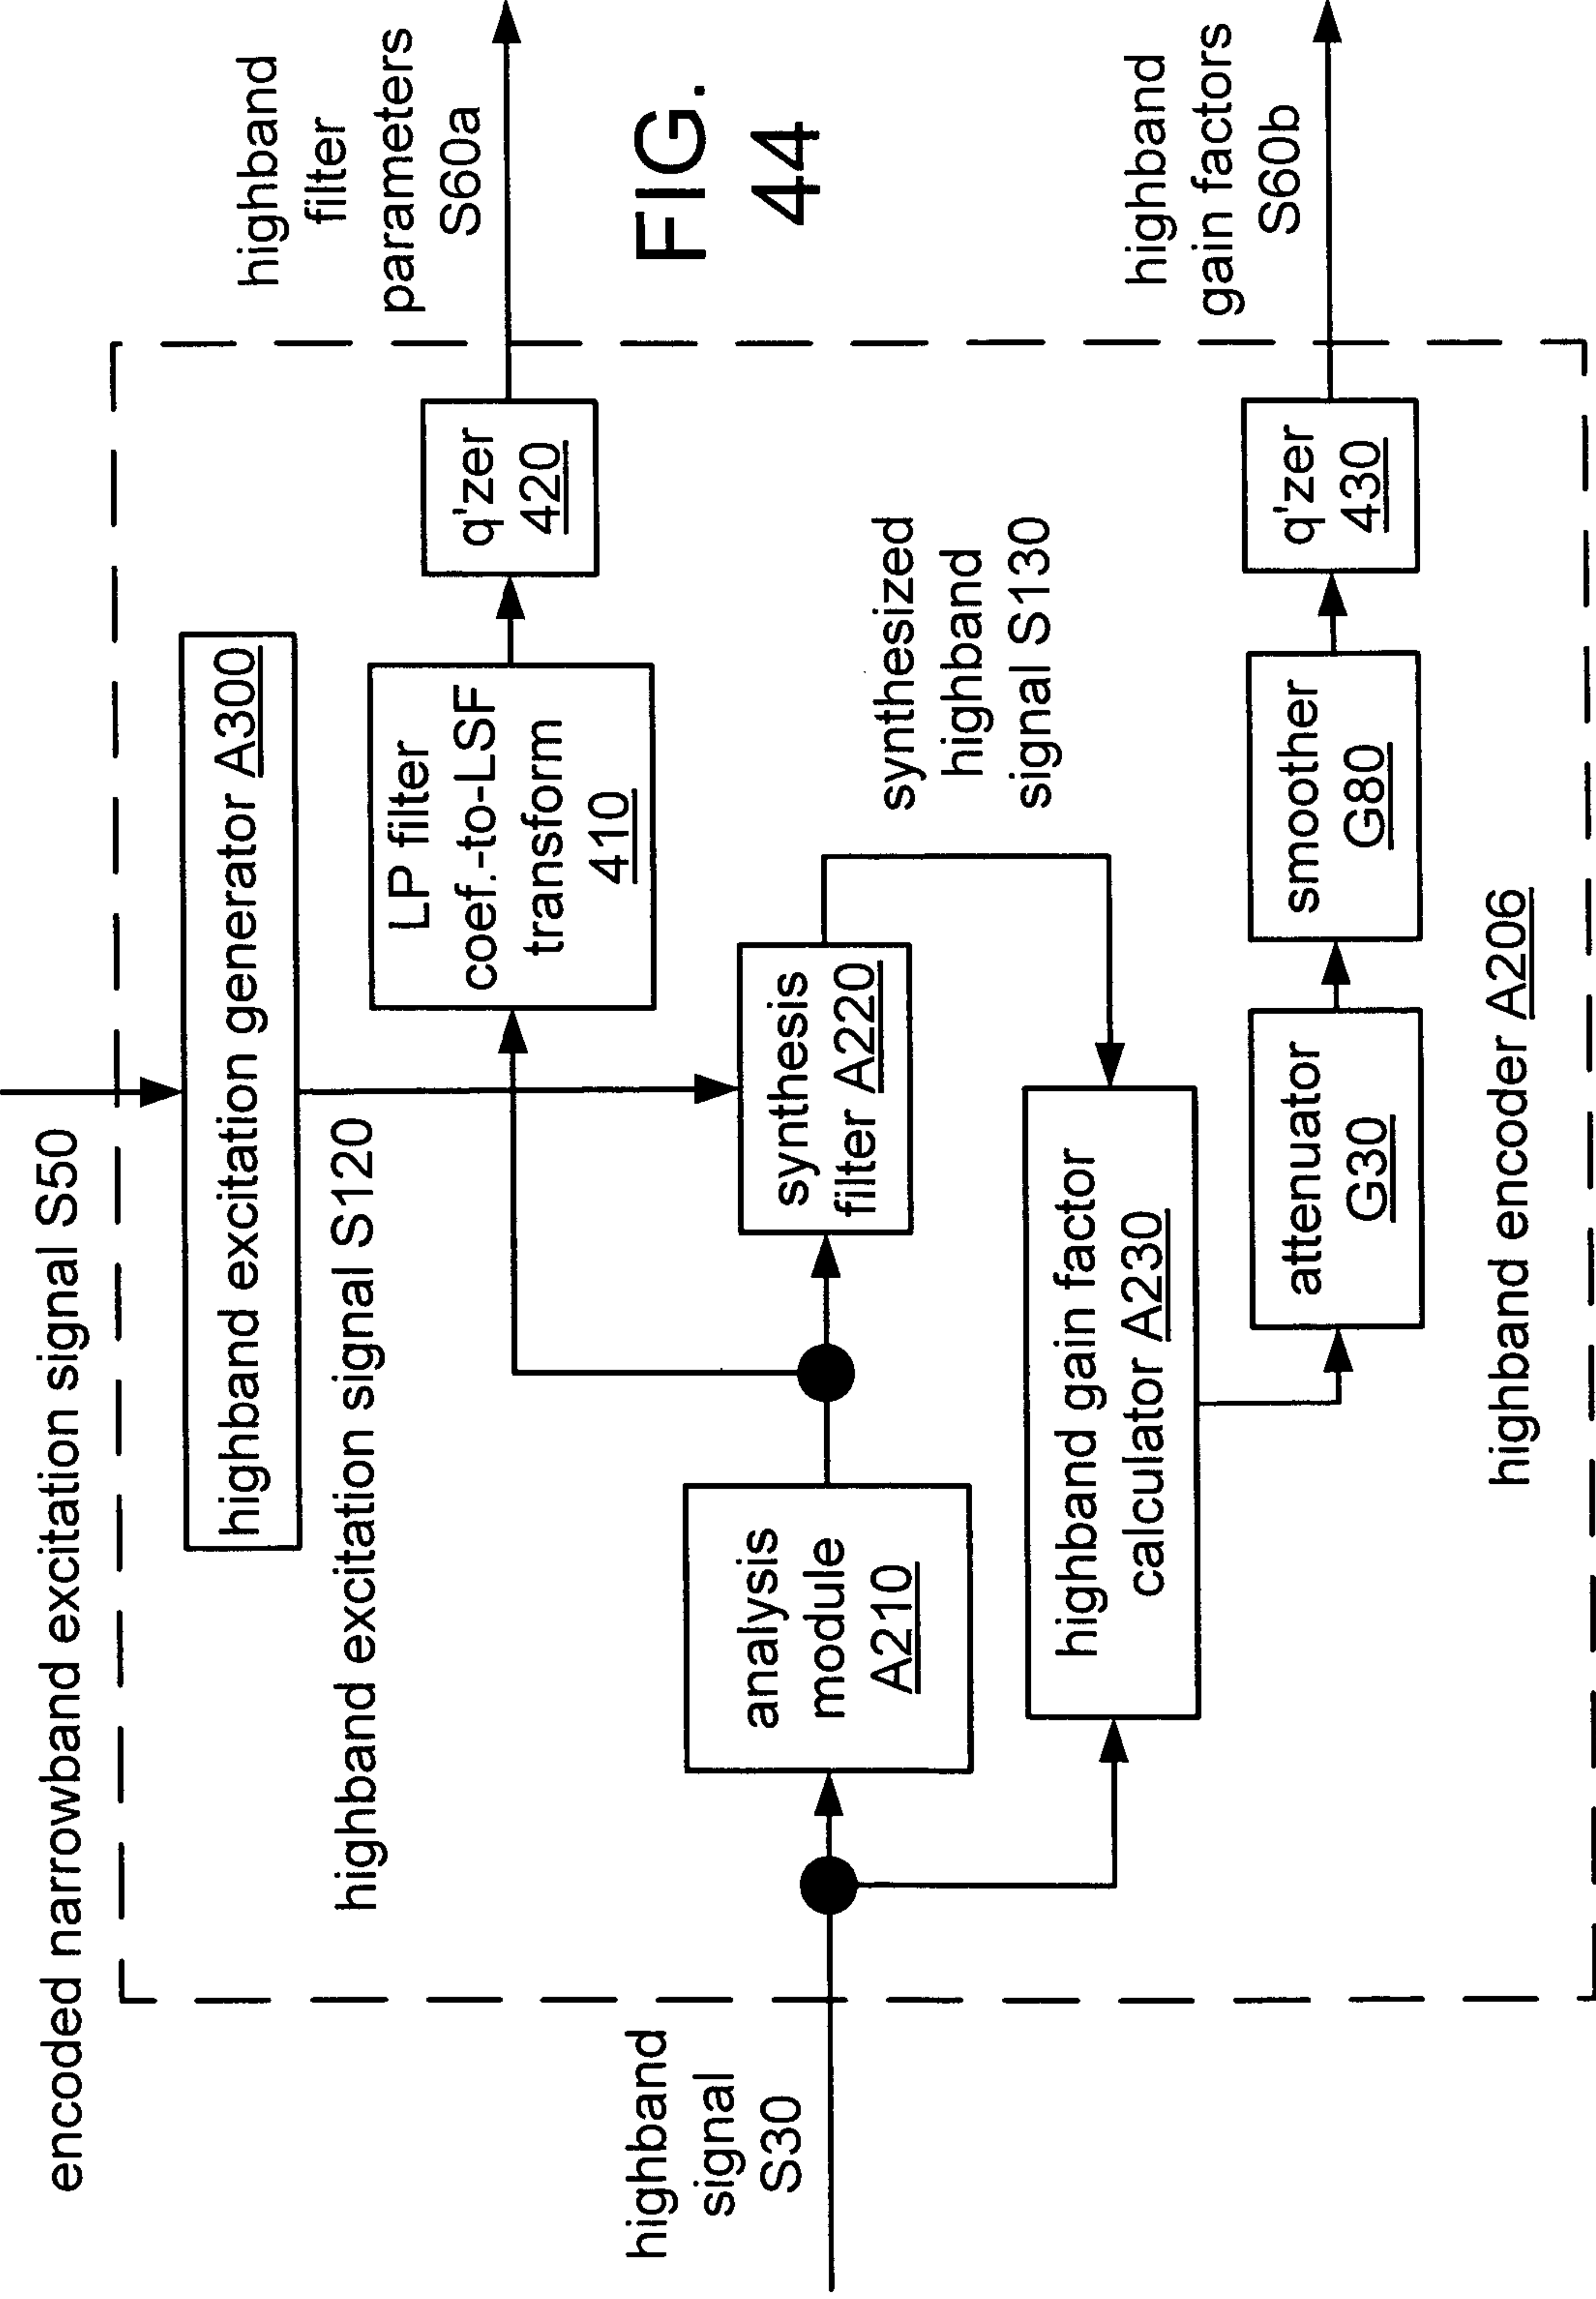 encoded narrowband excitation signal S50
highband excitation generator A300
highband excitation signal S120
highband
filter
parameters
S60a
LP filter
coef.-to-LSF
transform
410
q'zer
420
FIG.
44
highband
signal
S30
analysis
module
A210
synthesis
filter A220
synthesized
highband
signal S130
highband gain factor
calculator A230
attenuator
G30
smoother
G80
q'zer
430
highband
gain factors
S60b
highband encoder A206